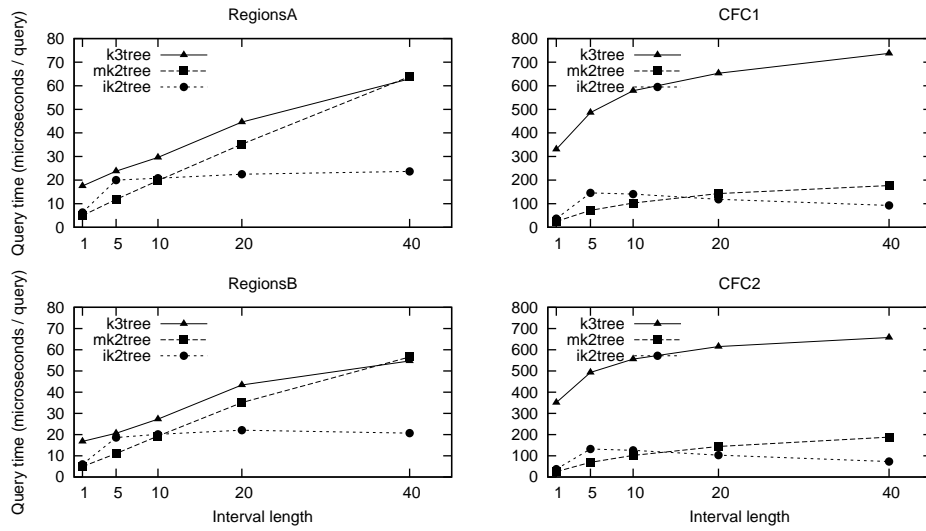 RegionsA
Query time (microseconds / query)
80
70
60
50
40
30
20
10
0
k3tree
mk2tree
ik2tree
1 5 10 20 40
CFC1
800
700
600
500
400
300
200
100
0
k3tree
mk2tree
ik2tree
1 5 10 20 40
RegionsB
Query time (microseconds / query)
80
70
60
50
40
30
20
10
0
k3tree
mk2tree
ik2tree
1 5 10 20 40
Interval length
CFC2
800
700
600
500
400
300
200
100
0
k3tree
mk2tree
ik2tree
1 5 10 20 40
Interval length